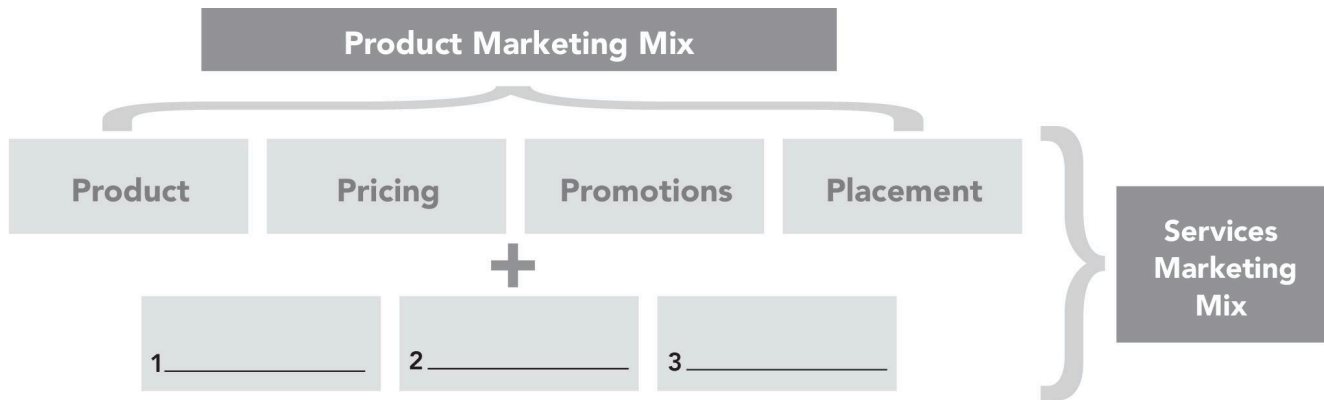 Product Marketing Mix
Product
Pricing
Promotions
Placement
Services
Marketing
Mix
+
1
2
3